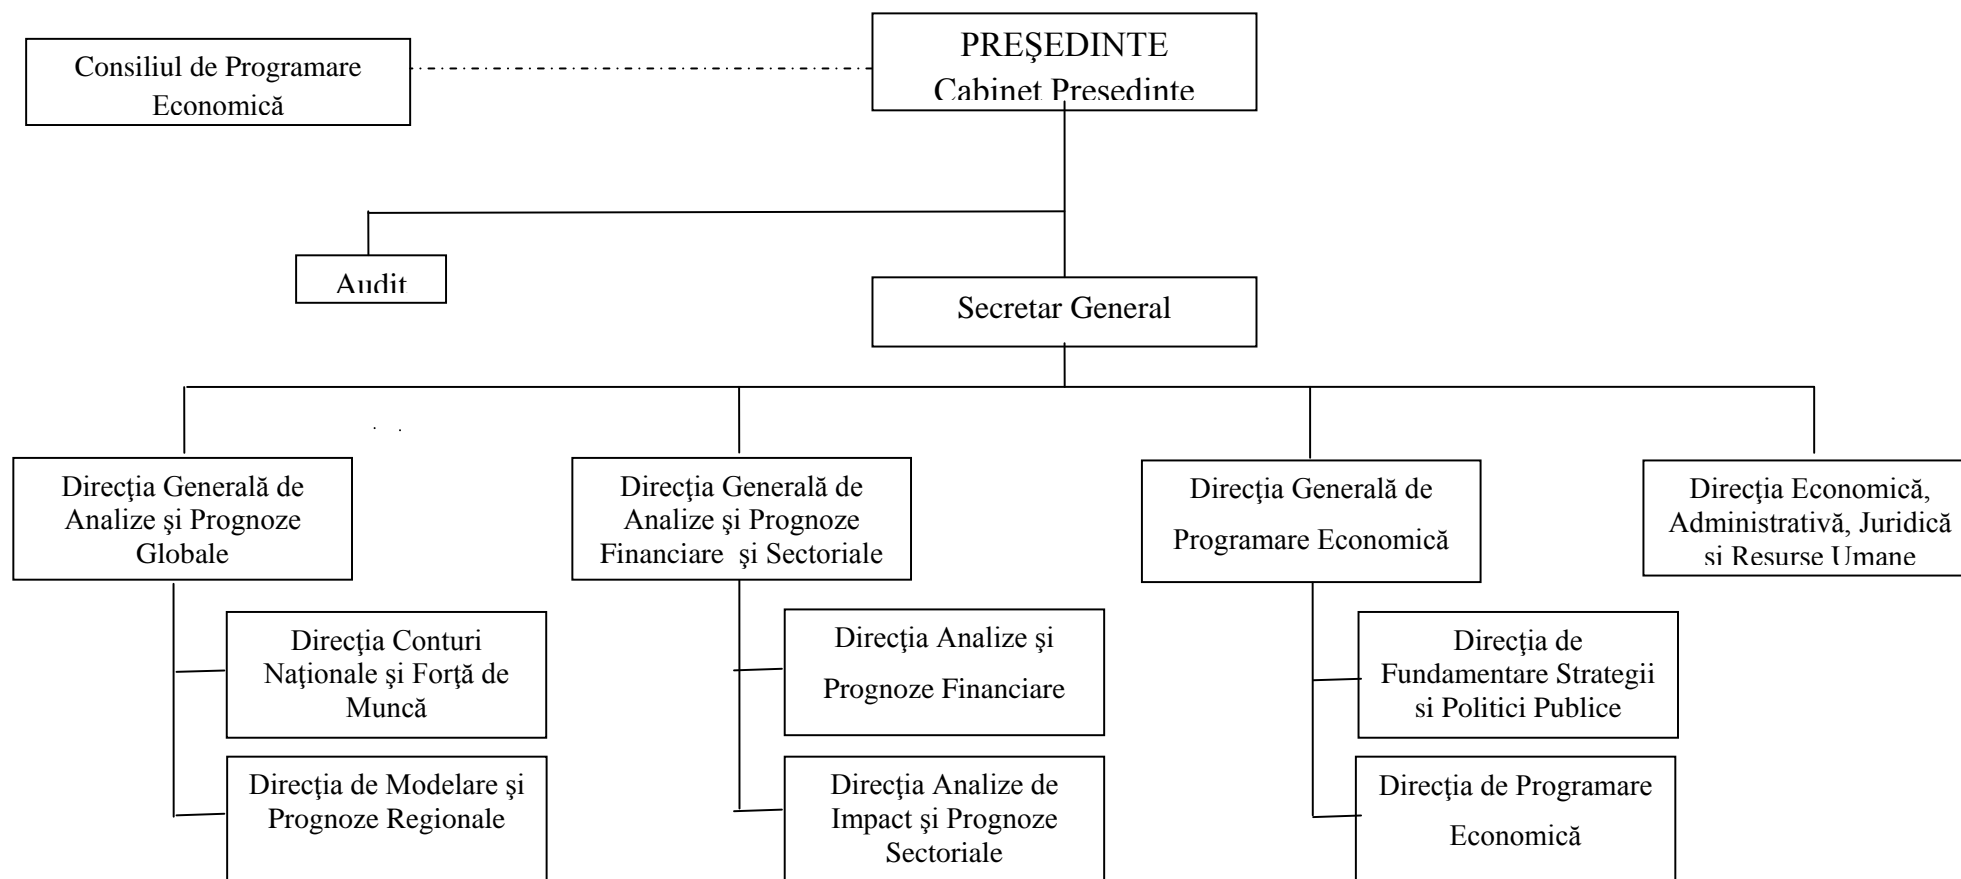 PREŞEDINTE
Cabinet Presedinte
Consiliul de Programare
Economică
Audit
Secretar General
Direcţia Generală de
Analize şi Prognoze
Globale
Direcţia Generală de
Analize şi Prognoze
Financiare şi Sectoriale
Direcţia Generală de
Programare Economică
Direcţia Economică,
Administrativă, Juridică
si Resurse Umane
Direcţia Conturi
Naţionale şi Forţă de
Muncă
Direcţia Analize şi
Prognoze Financiare
Direcţia de
Fundamentare Strategii
si Politici Publice
Direcţia de Modelare şi
Prognoze Regionale
Direcţia Analize de
Impact şi Prognoze
Sectoriale
Direcţia de Programare
Economică